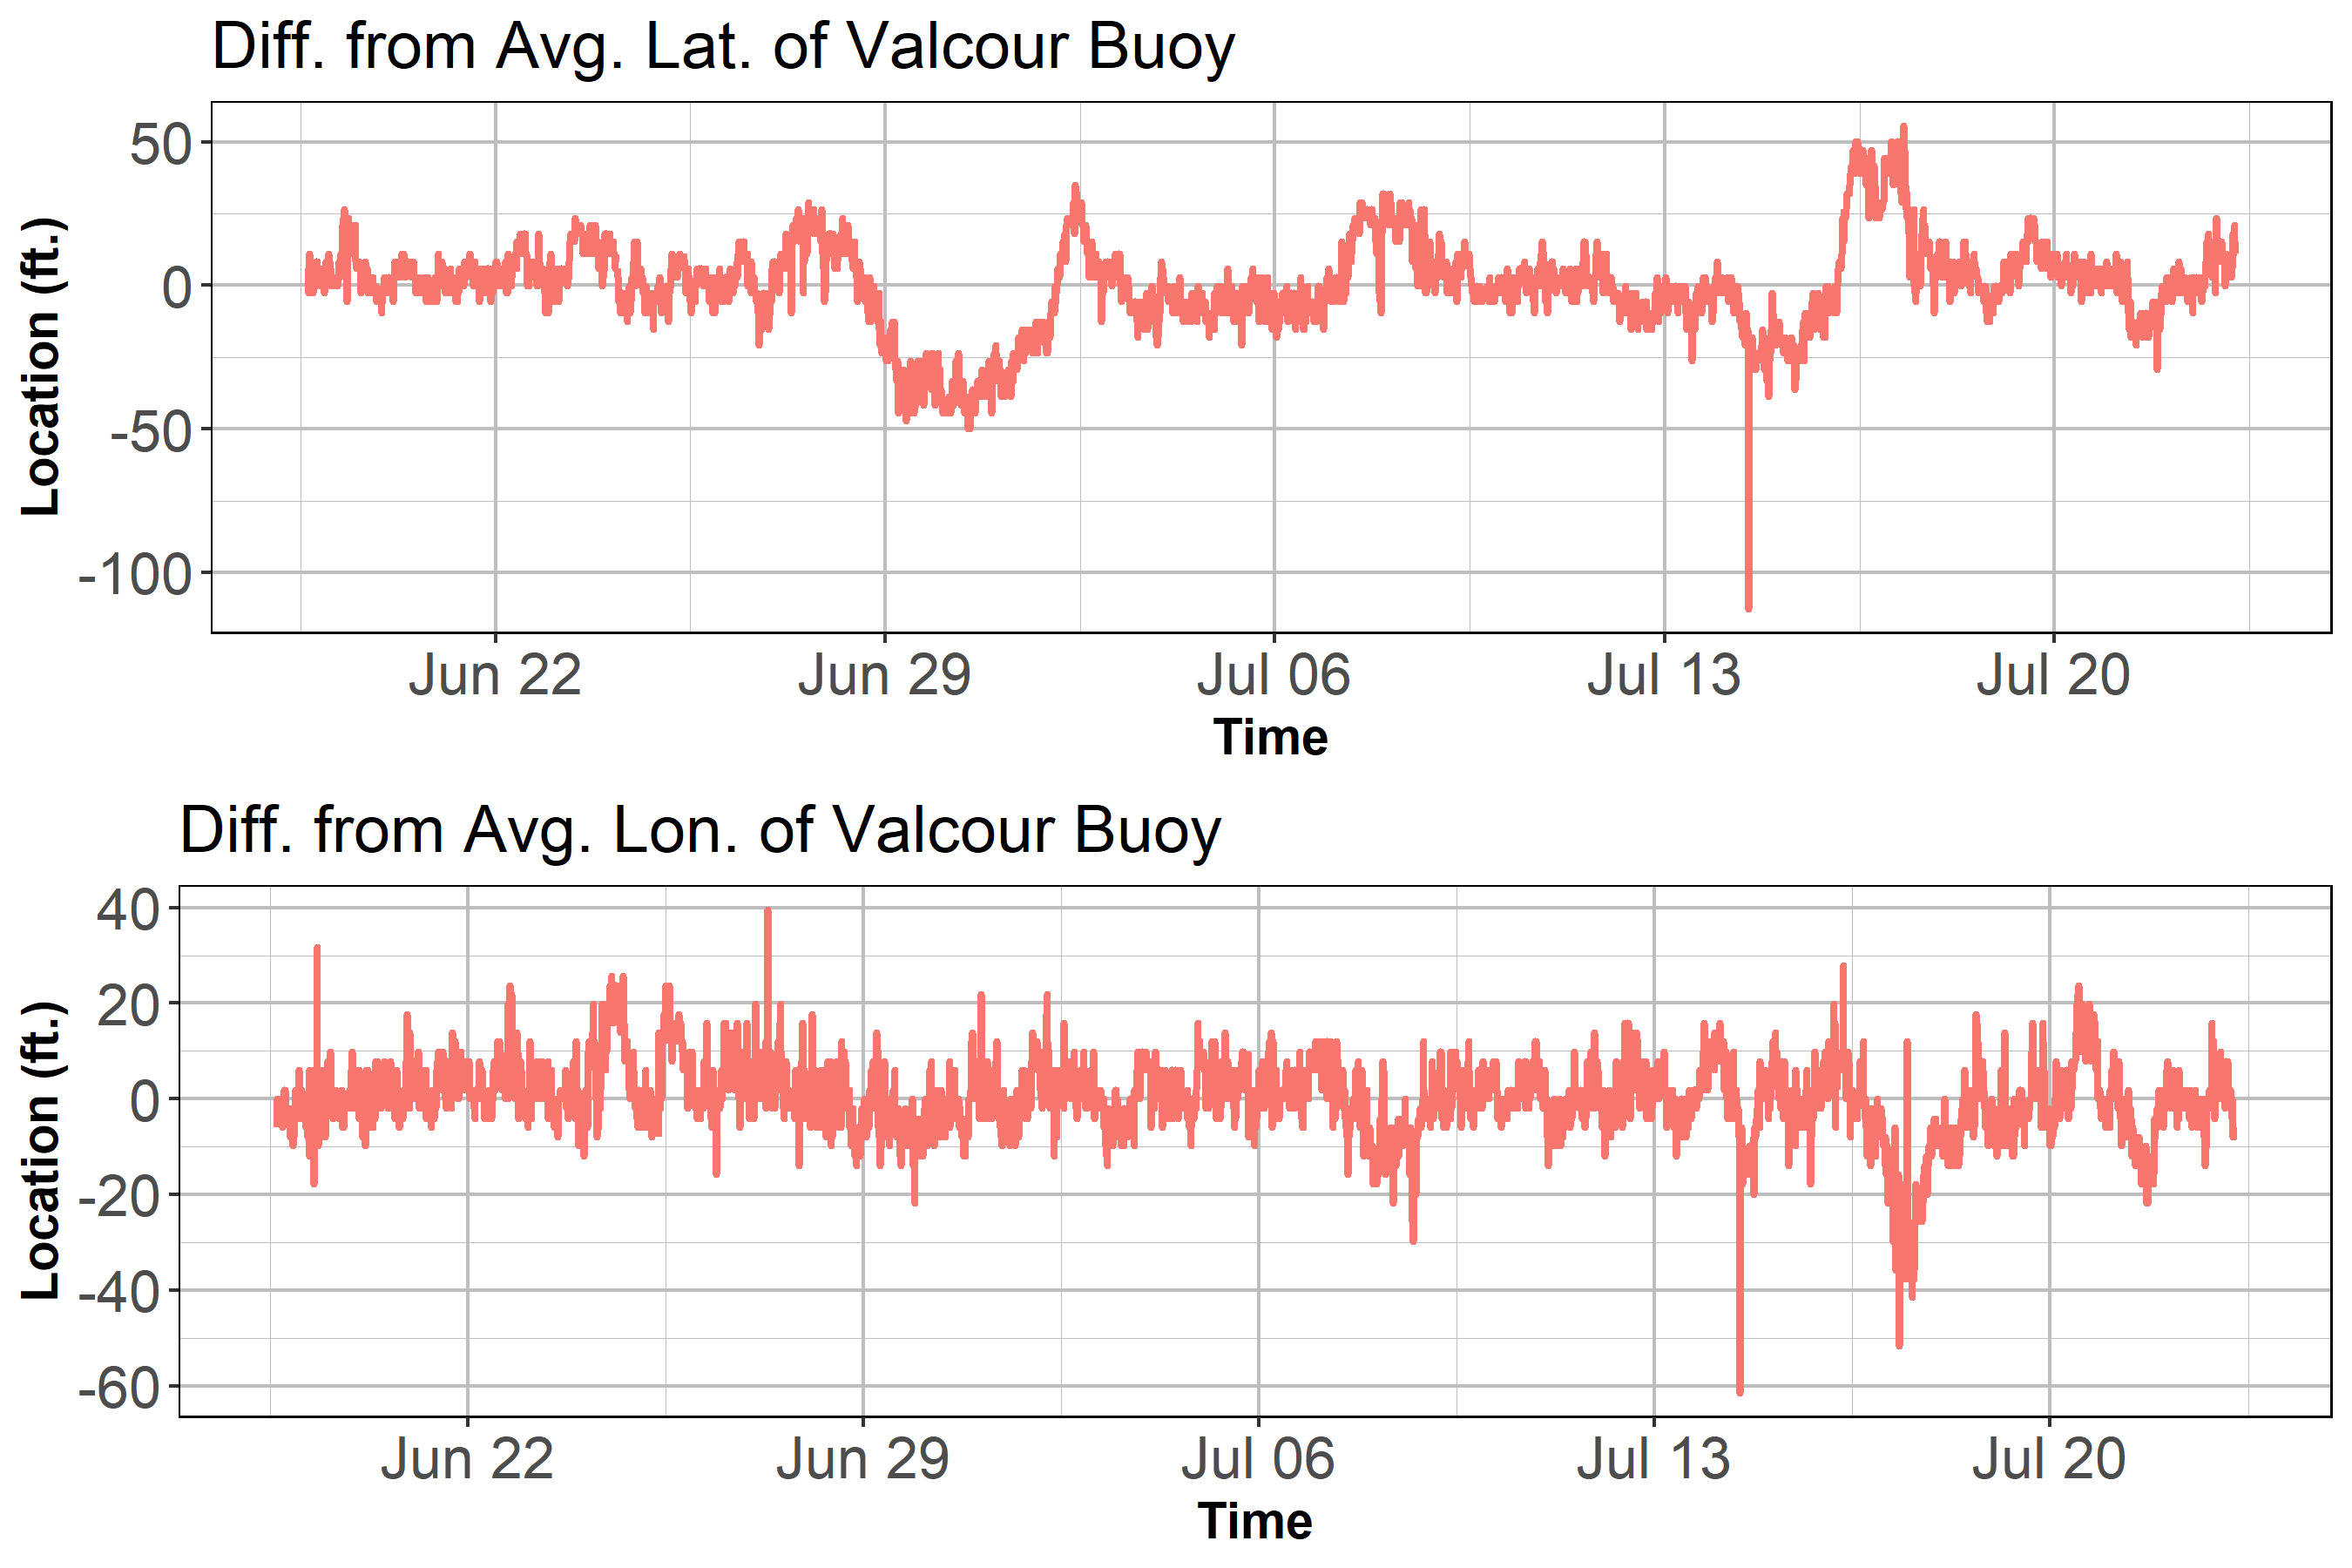 Diff. from Avg. Lat. of Valcour Buoy
Location (ft.)
50
0
-50
-100
Jun 22 Jun 29 Jul 06 Jul 13 Jul 20
Time
Diff. from Avg. Lon. of Valcour Buoy
Location (ft.)
40
20
0
-20
-40
-60
Jun 22 Jun 29 Jul 06 Jul 13 Jul 20
Time